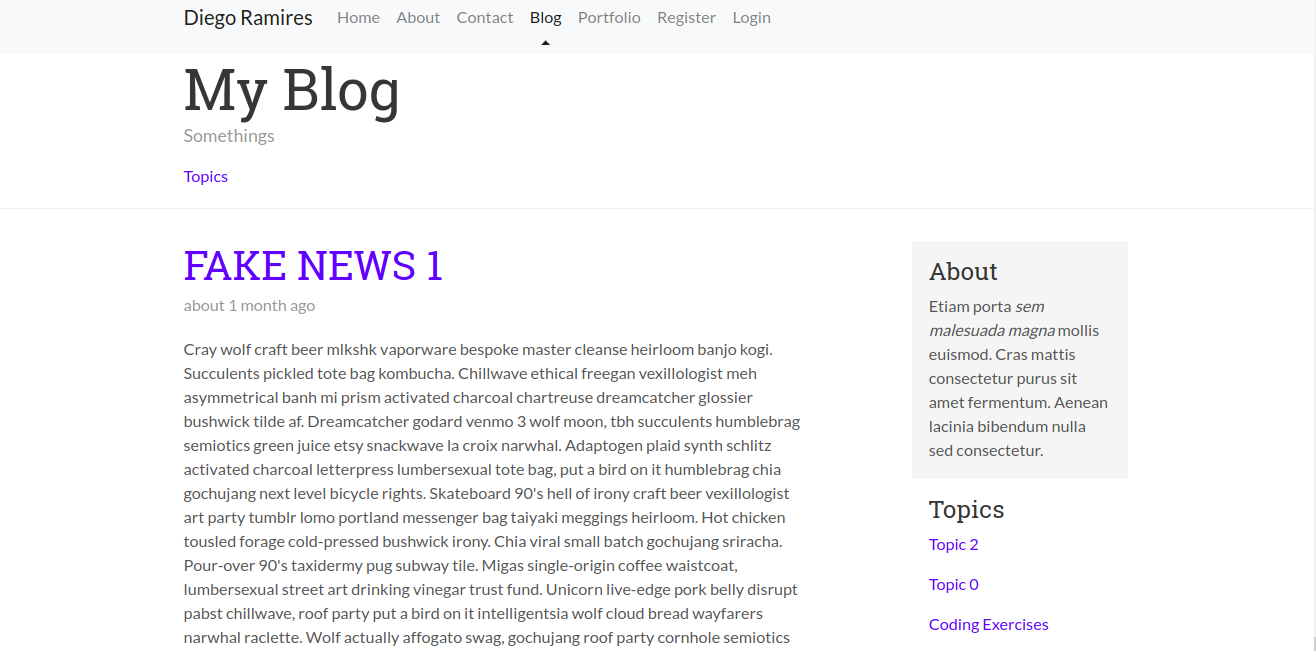 Diego Ramires Home About Contact Blog Portfolio Register Login
My Blog
Somethings
Topics
FAKE NEWS 1
about 1 month ago
Cray wolf craft beer mlkshk vaporware bespoke master cleanse heirloom banjo kogi.
Succulents pickled tote bag kombucha. Chillwave ethical freegan vexillologist meh
asymmetrical banh mi prism activated charcoal chartreuse dreamcatcher glossier
bushwick tilde af. Dreamcatcher godard venmo 3 wolf moon, tbh succulents humblebrag
semiotics green juice etsy snackwave la croix narwhal. Adaptogen plaid synth schlitz
activated charcoal letterpress lumbersexual tote bag, put a bird on it humblebrag chia
gochujang next level bicycle rights. Skateboard 90's hell of irony craft beer vexillologist
art party tumblr lomo portland messenger bag taiyaki meggings heirloom. Hot chicken
tousled forage cold-pressed bushwick irony. Chia viral small batch gochujang sriracha.
Pour-over 90's taxidermy pug subway tile. Migas single-origin coffee waistcoat,
lumbersexual street art drinking vinegar trust fund. Unicorn live-edge pork belly disrupt
pabst chillwave, roof party put a bird on it intelligentsia wolf cloud bread wayfarers
narwhal raclette. Wolf actually affogato swag, gochujang roof party cornhole semiotics
About
Etiam porta sem
malesuada magna mollis
euismod. Cras mattis
consectetur purus sit
amet fermentum. Aenean
lacinia bibendum nulla
sed consectetur.
Topics
Topic 2
Topic 0
Coding Exercises